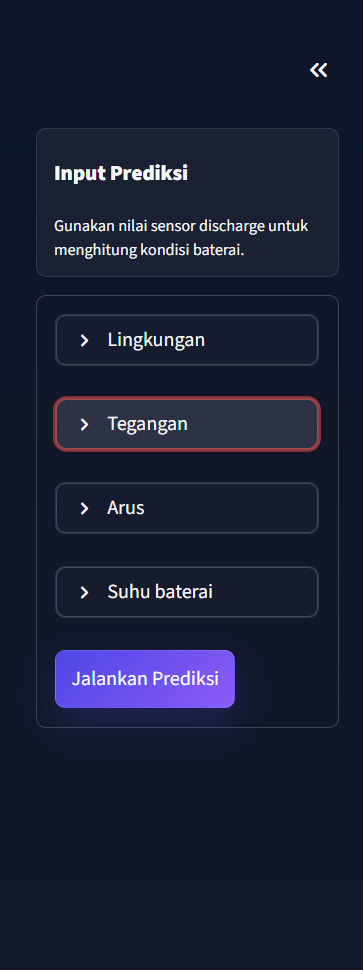 Input Prediksi
Gunakan nilai sensor discharge untuk
menghitung kondisi baterai.
Lingkungan
Tegangan
Arus
Suhu baterai
Jalankan Prediksi